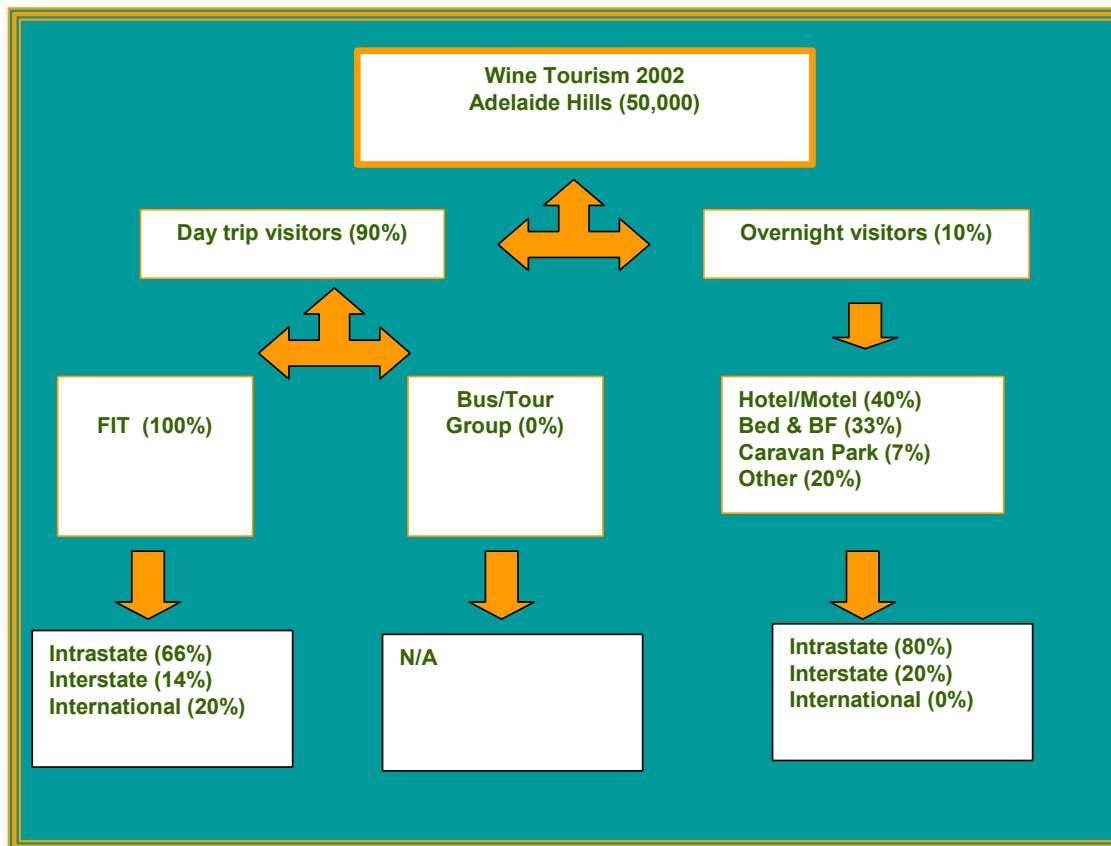 Wine Tourism 2002
Adelaide Hills (50,000)
Day trip visitors (90%)
Overnight visitors (10%)
FIT (100%)
Bus/Tour
Group (0%)
Hotel/Motel (40%)
Bed & BF (33%)
Caravan Park (7%)
Other (20%)
Intrastate (66%)
Interstate (14%)
International (20%)
N/A
Intrastate (80%)
Interstate (20%)
International (0%)